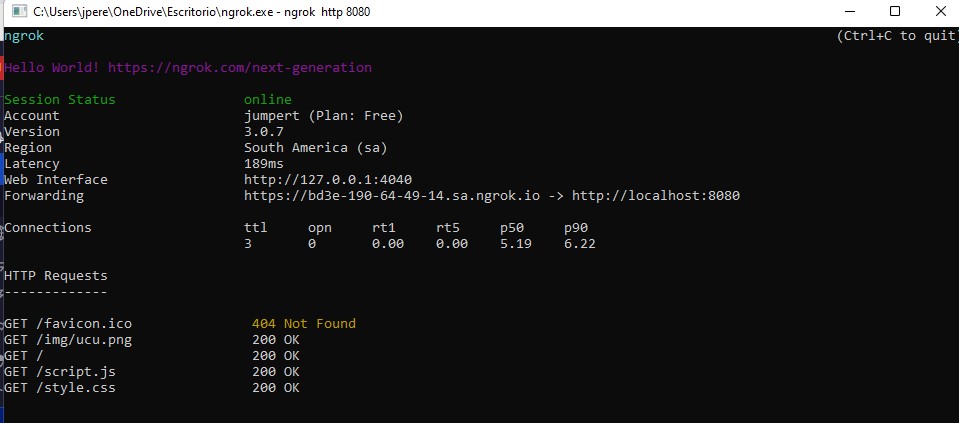 C:\Users\jpere\OneDrive\Escritorio\ngrok.exe - ngrok http 8080
ngrok (Ctrl+C to quit)
Hello World! https://ngrok.com/next-generation
Session Status online
Account jumpert (Plan: Free)
Version 3.0.7
Region South America (sa)
Latency 189ms
Web Interface http://127.0.0.1:4040
Forwarding https://bd3e-190-64-49-14.sa.ngrok.io -> http://localhost:8080
Connections ttl opn rt1 rt5 p50 p90
3 0 0.00 0.00 5.19 6.22
HTTP Requests
-------------
GET /favicon.ico 404 Not Found
GET /img/ucu.png 200 OK
GET / 200 OK
GET /script.js 200 OK
GET /style.css 200 OK